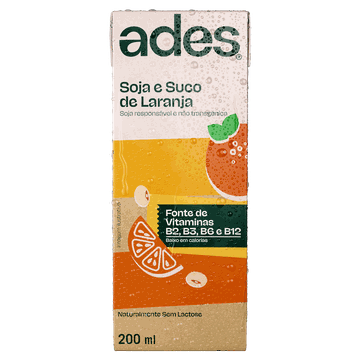 ades
®
Soja e Suco
de Laranja
Soja responsável e não transgênica
Fonte de
Vitaminas
B2, B3, B6 e B12
Baixo em calorias
Naturalmente Sem Lactose
200 ml